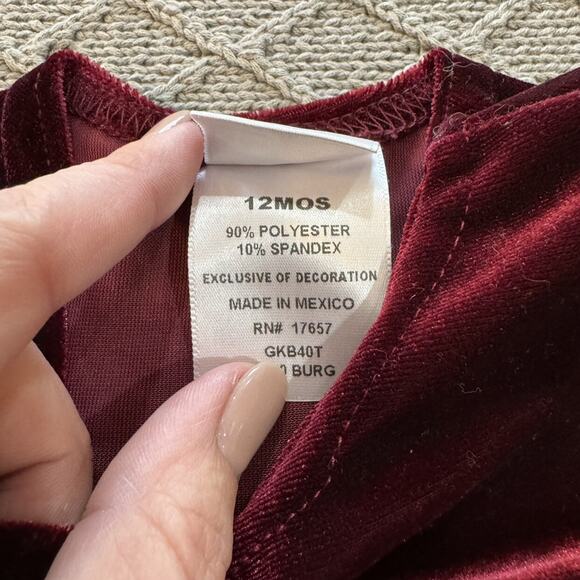 12MOS
90% POLYESTER
10% SPANDEX
EXCLUSIVE OF DECORATION
MADE IN MEXICO
RN# 17657
GKB40T
BURG